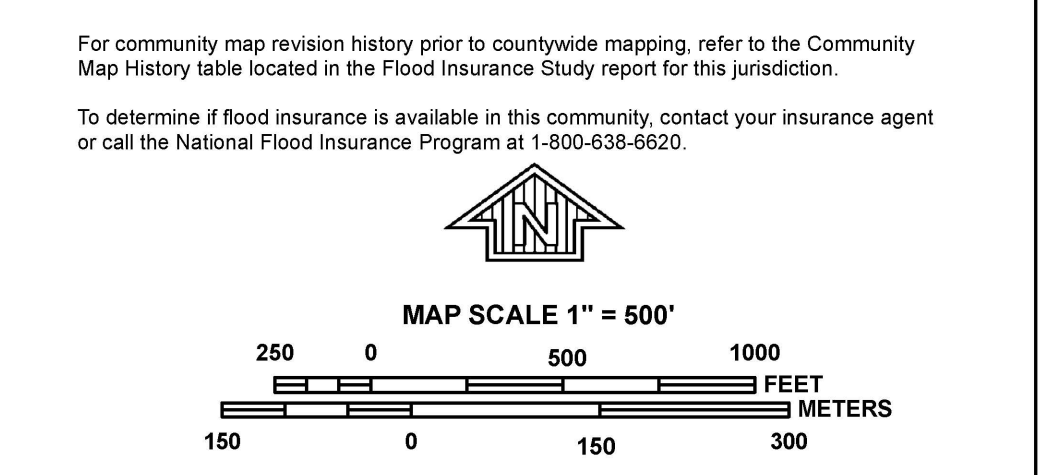 For community map revision history prior to countywide mapping, refer to the Community
Map History table located in the Flood Insurance Study report for this jurisdiction.
To determine if flood insurance is available in this community, contact your insurance agent
or call the National Flood Insurance Program at 1-800-638-6620.
N
MAP SCALE 1" = 500'
250 0 500 1000
FEET
METERS
150 0 150 300